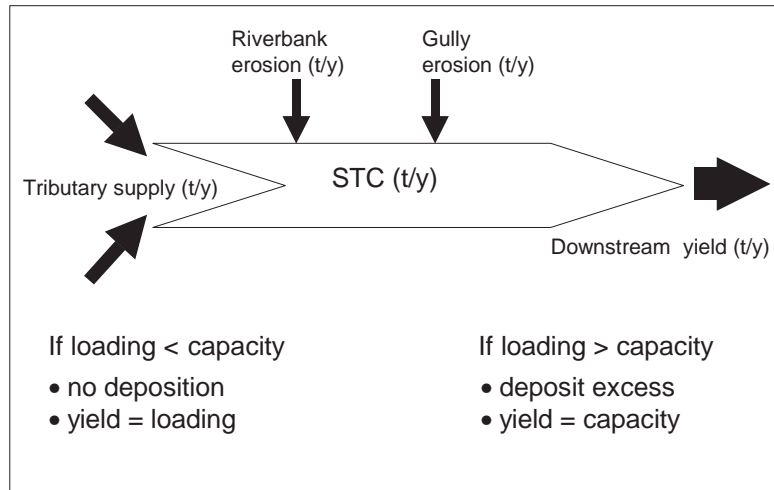 Riverbank
erosion (t/y)
Gully
erosion (t/y)
STC (t/y)
Tributary supply (t/y)
Downstream yield (t/y)
If loading < capacity
• no deposition
• yield = loading
If loading > capacity
• deposit excess
• yield = capacity